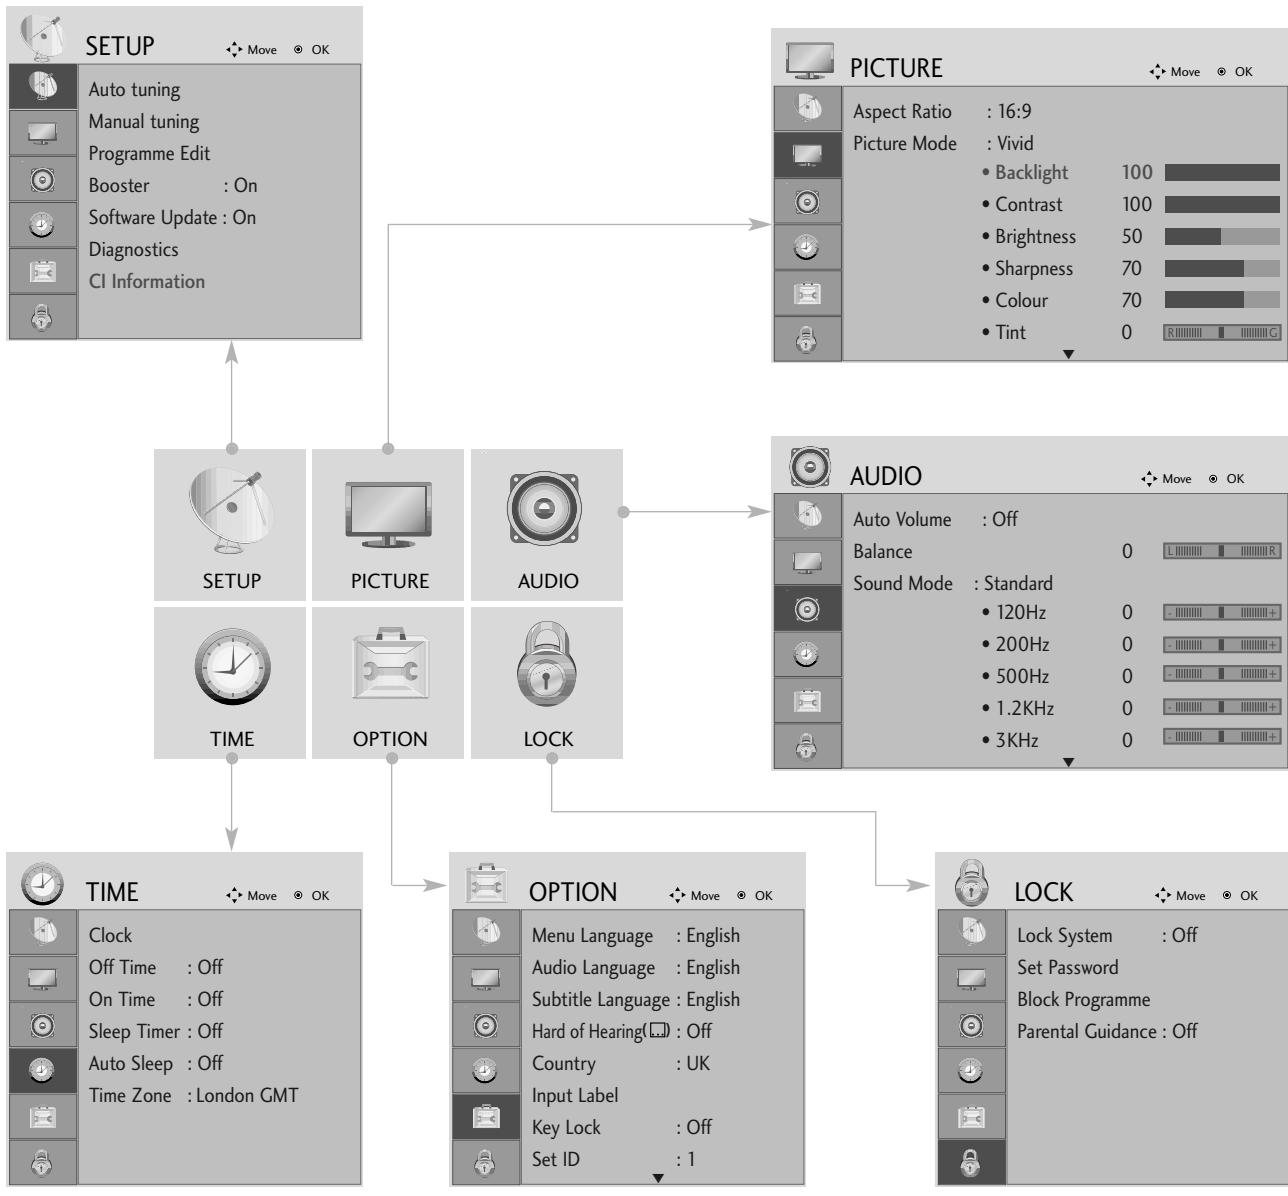 SETUP Move OK
Auto tuning
Manual tuning
Programme Edit
Booster : On
Software Update : On
Diagnostics
CI Information
PICTURE Move OK
Aspect Ratio : 16:9
Picture Mode : Vivid
• Backlight 100
• Contrast 100
• Brightness 50
• Sharpness 70
• Colour 70
• Tint 0 R G
SETUP PICTURE AUDIO
TIME OPTION LOCK
AUDIO Move OK
Auto Volume : Off
Balance 0 L R
Sound Mode : Standard
• 120Hz 0 - +
• 200Hz 0 - +
• 500Hz 0 - +
• 1.2KHz 0 - +
• 3KHz 0 - +
TIME Move OK
Clock
Off Time : Off
On Time : Off
Sleep Timer : Off
Auto Sleep : Off
Time Zone : London GMT
OPTION Move OK
Menu Language : English
Audio Language : English
Subtitle Language : English
Hard of Hearing( ) : Off
Country : UK
Input Label
Key Lock : Off
Set ID : 1
LOCK Move OK
Lock System : Off
Set Password
Block Programme
Parental Guidance : Off